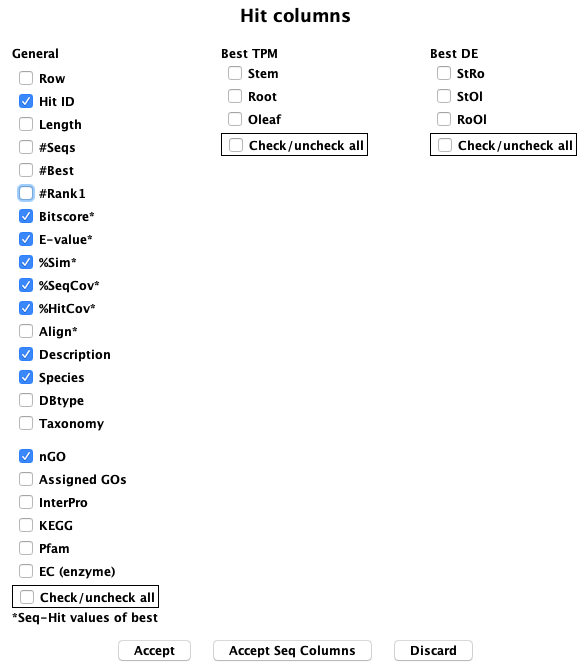 Hit columns
General
Row
Hit ID
Length
#Seqs
#Best
#Rank1
Bitscore*
E-value*
%Sim*
%SeqCov*
%HitCov*
Align*
Description
Species
DBtype
Taxonomy
nGO
Assigned GOs
InterPro
KEGG
Pfam
EC (enzyme)
Check/uncheck all
*Seq-Hit values of best
Best TPM
Stem
Root
Oleaf
Check/uncheck all
Best DE
StRo
StOl
RoOl
Check/uncheck all
Accept
Accept Seq Columns
Discard